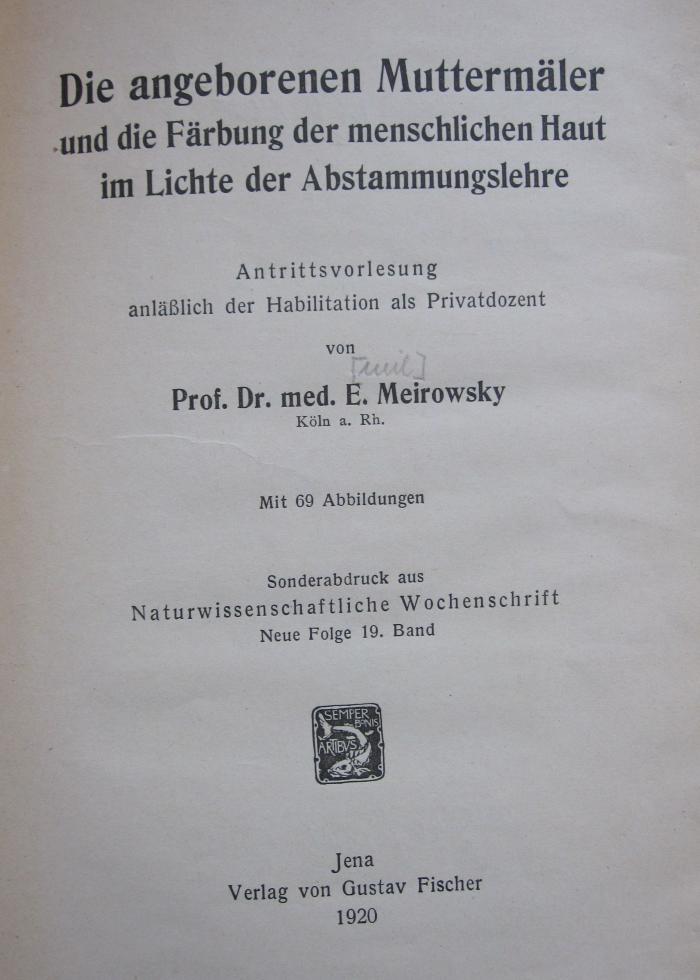 Die angeborenen Muttermäler
und die Färbung der menschlichen Haut
im Lichte der Abstammungslehre
Antrittsvorlesung
anläßlich der Habilitation als Privatdozent
von
[Emil]
Prof. Dr. med. E. Meirowsky
Köln a. Rh.
Mit 69 Abbildungen
Sonderabdruck aus
Naturwissenschaftliche Wochenschrift
Neue Folge 19. Band
SEMPER
BONIS
ARTIBVS
Jena
Verlag von Gustav Fischer
1920